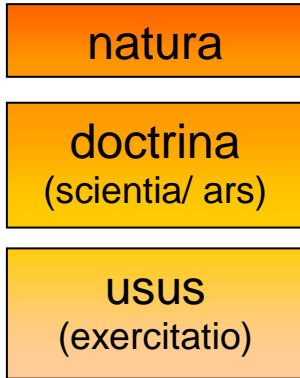 natura
doctrina
(scientia/ ars)
usus
(exercitatio)